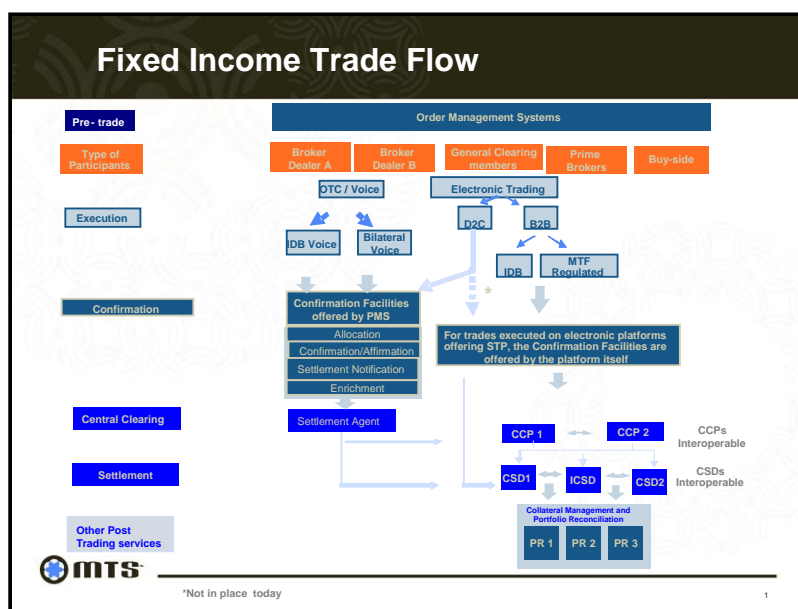 Fixed Income Trade Flow
Pre- trade
Order Management Systems
Type of
Participants
Broker
Dealer A
Broker
Dealer B
General Clearing
members
Prime
Brokers
Buy-side
OTC / Voice
Electronic Trading
Execution
D2C
B2B
IDB Voice
Bilateral
Voice
IDB
MTF
Regulated
*
Confirmation
Confirmation Facilities
offered by PMS
Allocation
Confirmation/Affirmation
Settlement Notification
Enrichment
For trades executed on electronic platforms
offering STP, the Confirmation Facilities are
offered by the platform itself
Central Clearing
Settlement Agent
CCP 1
CCP 2
CCPs
Interoperable
Settlement
CSD1
ICSD
CSD2
CSDs
Interoperable
Other Post
Trading services
Collateral Management and
Portfolio Reconciliation
PR 1
PR 2
PR 3
MTS
*Not in place today
1